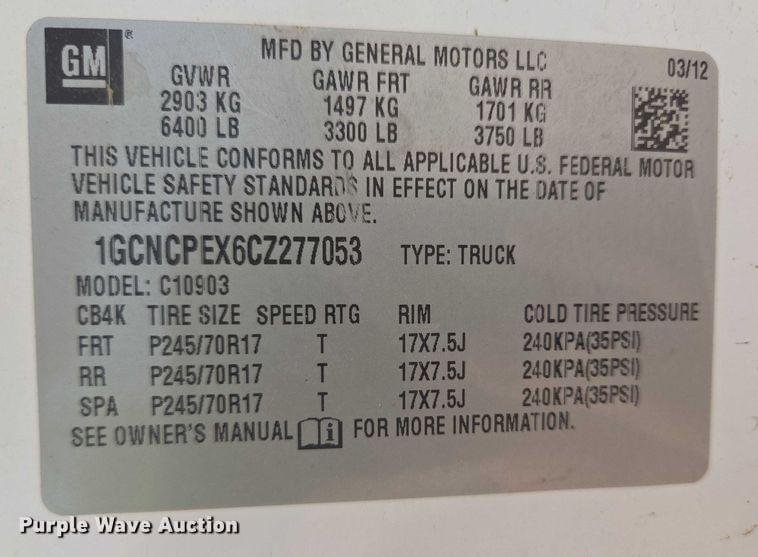 GM ®
MFD BY GENERAL MOTORS LLC 03/12
GVWR GAWR FRT GAWR RR
2903 KG 1497 KG 1701 KG
6400 LB 3300 LB 3750 LB
THIS VEHICLE CONFORMS TO ALL APPLICABLE U.S. FEDERAL MOTOR
VEHICLE SAFETY STANDARDS IN EFFECT ON THE DATE OF
MANUFACTURE SHOWN ABOVE.
1GCNCPEX6CZ277053 TYPE: TRUCK
MODEL: C10903
CB4K TIRE SIZE SPEED RTG RIM COLD TIRE PRESSURE
FRT P245/70R17 T 17X7.5J 240KPA(35PSI)
RR P245/70R17 T 17X7.5J 240KPA(35PSI)
SPA P245/70R17 T 17X7.5J 240KPA(35PSI)
SEE OWNER'S MANUAL i FOR MORE INFORMATION.
Purple Wave Auction